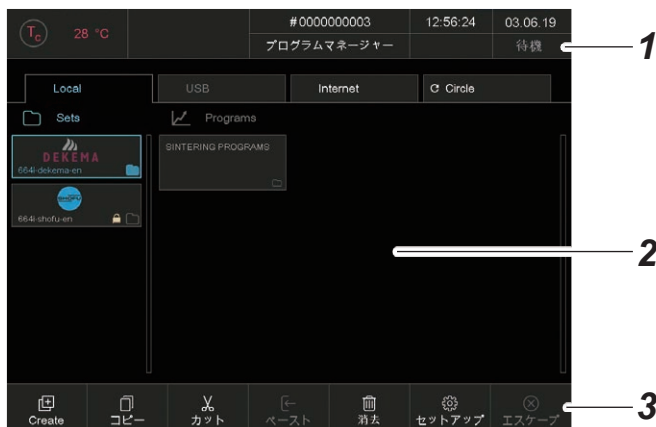 Tc 28 °C #0000000003 12:56:24 03.06.19
プログラムマネージャー 待機
1
Local USB Internet Circle
Sets Programs
DEKEMA
664i-dekema-en
SINTERING PROGRAMS
664i-shofu-en
2
Create コピー カット ペースト 消去 セットアップ エスケープ
3